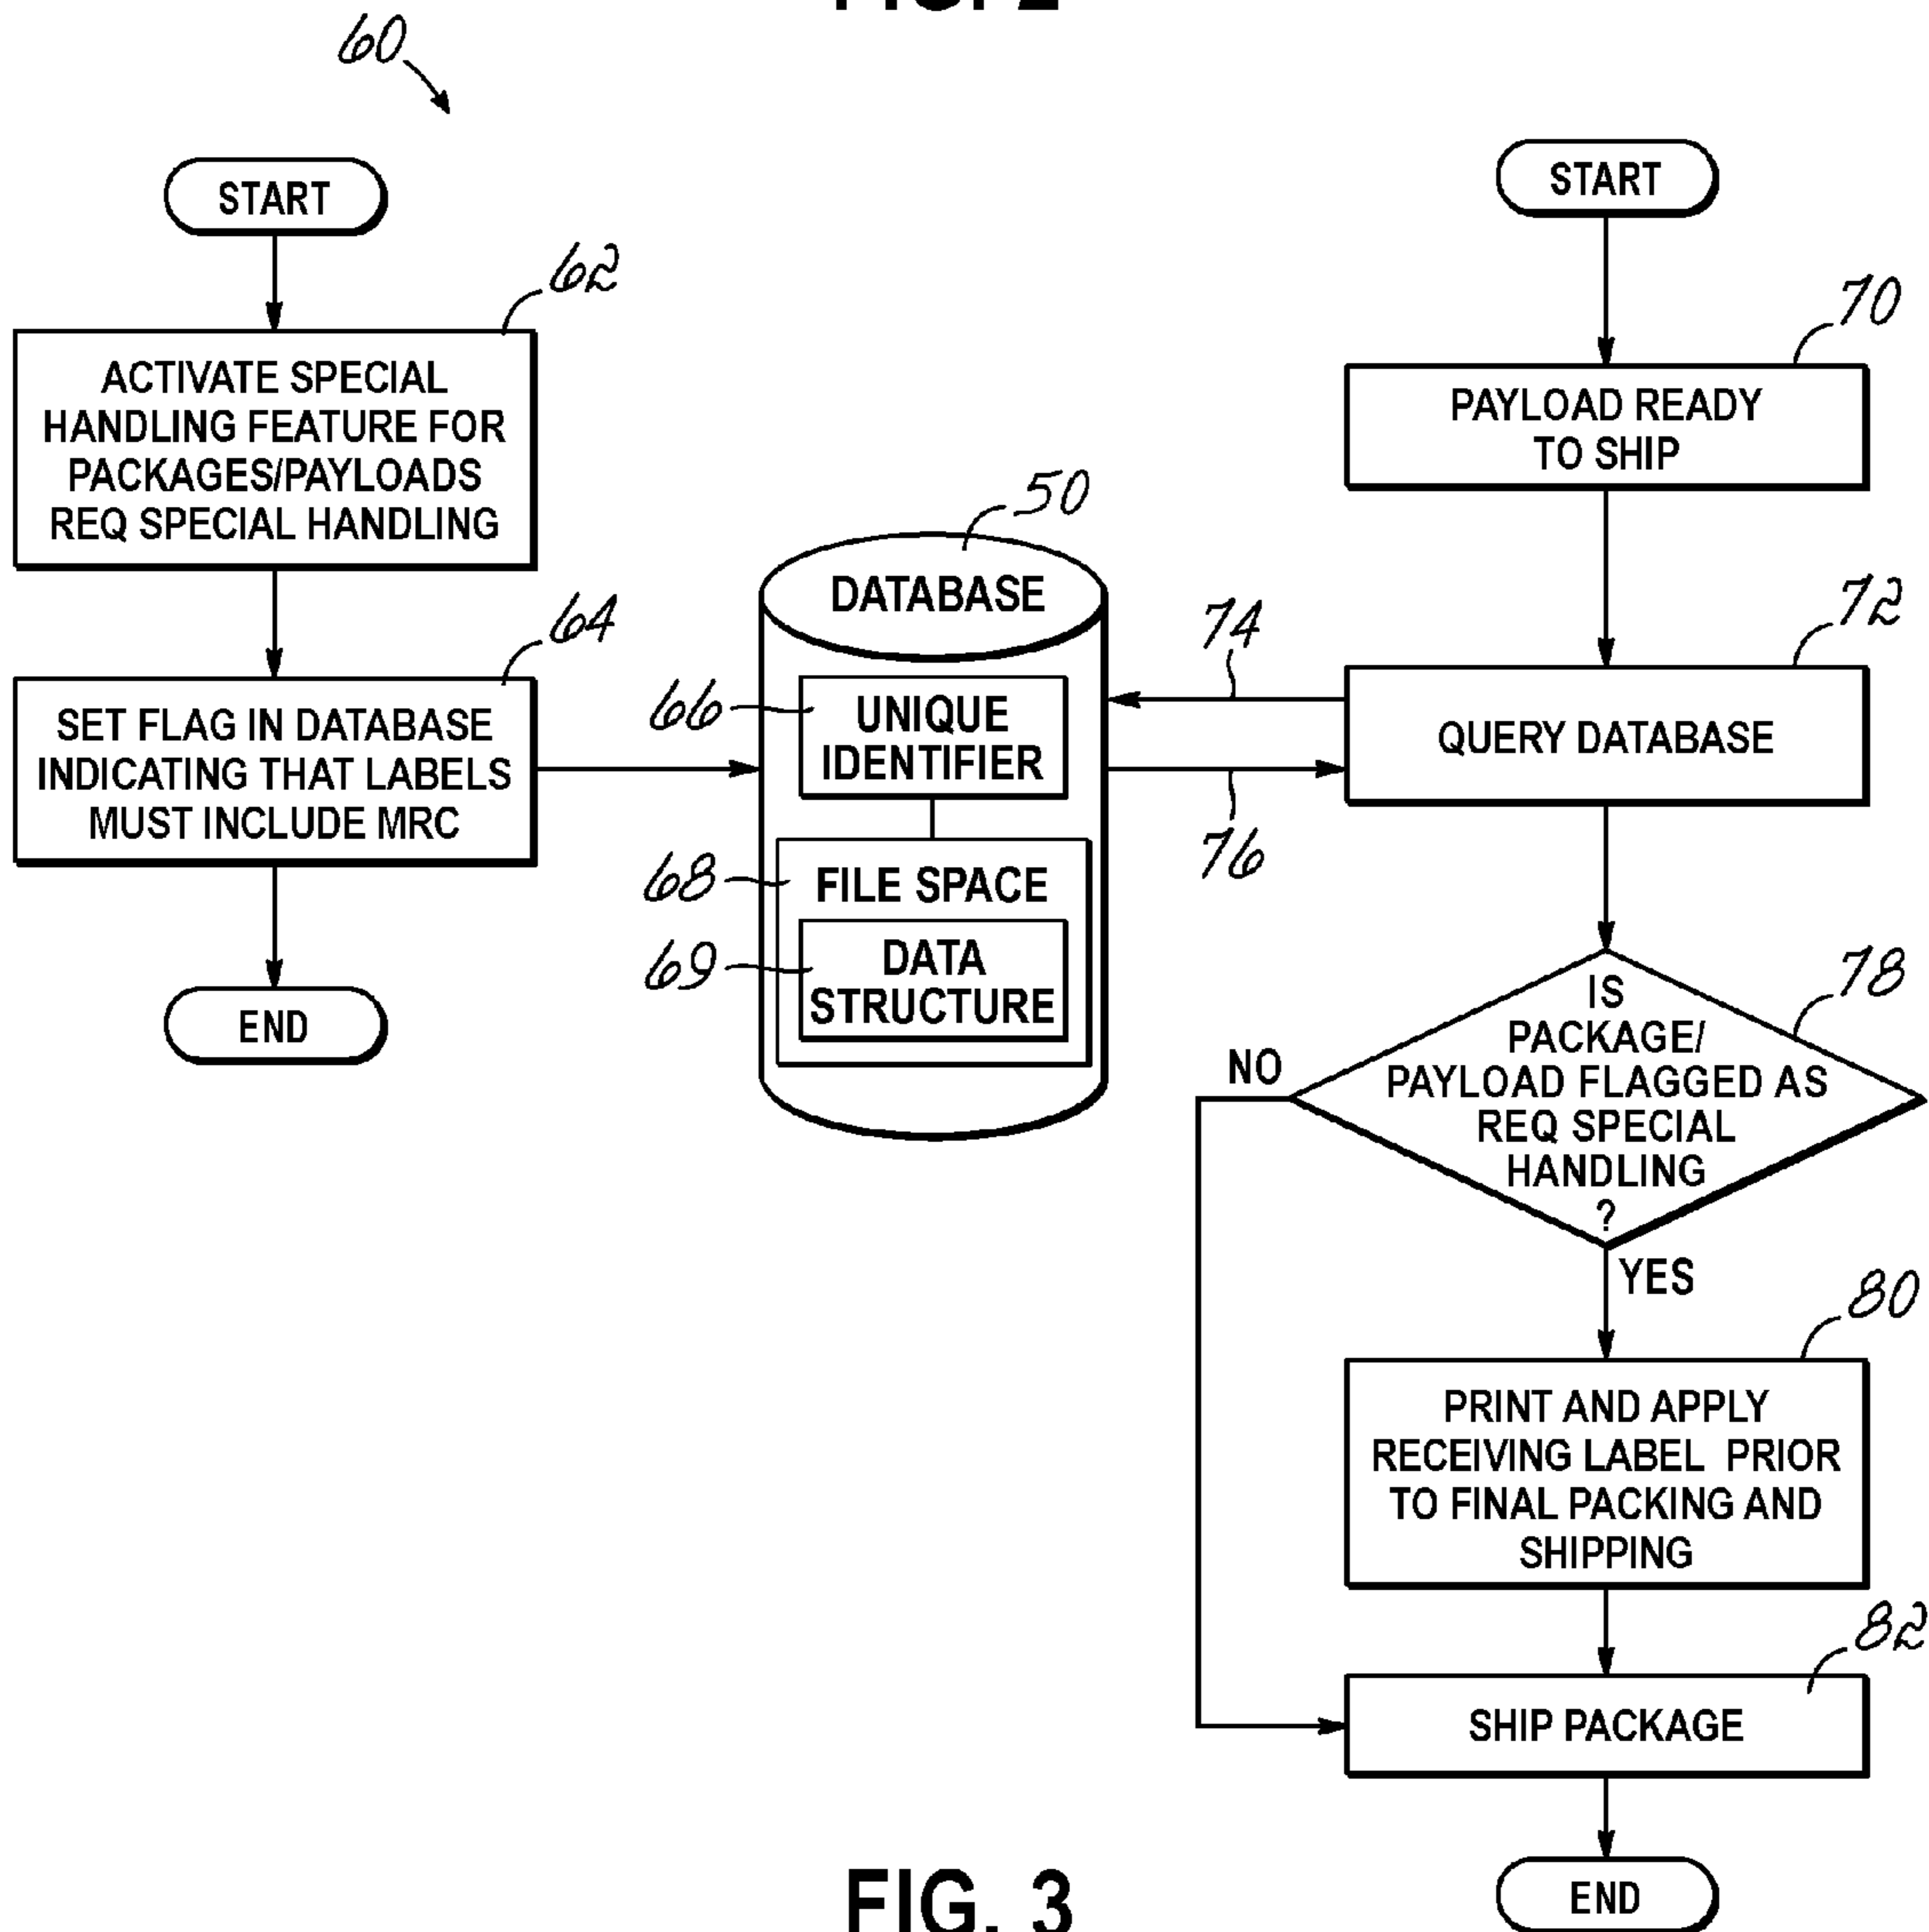 60
START
62
ACTIVATE SPECIAL
HANDLING FEATURE FOR
PACKAGES/PAYLOADS
REQ SPECIAL HANDLING
64
SET FLAG IN DATABASE
INDICATING THAT LABELS
MUST INCLUDE MRC
END
50
DATABASE
66
UNIQUE
IDENTIFIER
68
FILE SPACE
69
DATA
STRUCTURE
74
76
START
70
PAYLOAD READY
TO SHIP
72
QUERY DATABASE
78
IS
PACKAGE/
PAYLOAD FLAGGED AS
REQ SPECIAL
HANDLING
?
NO
YES
80
PRINT AND APPLY
RECEIVING LABEL PRIOR
TO FINAL PACKING AND
SHIPPING
82
SHIP PACKAGE
END
FIG. 3